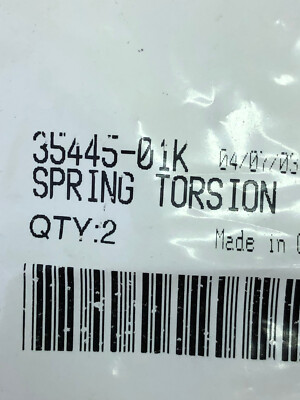 35445-01K 04/07/03
SPRING TORSION
QTY:2
Made in